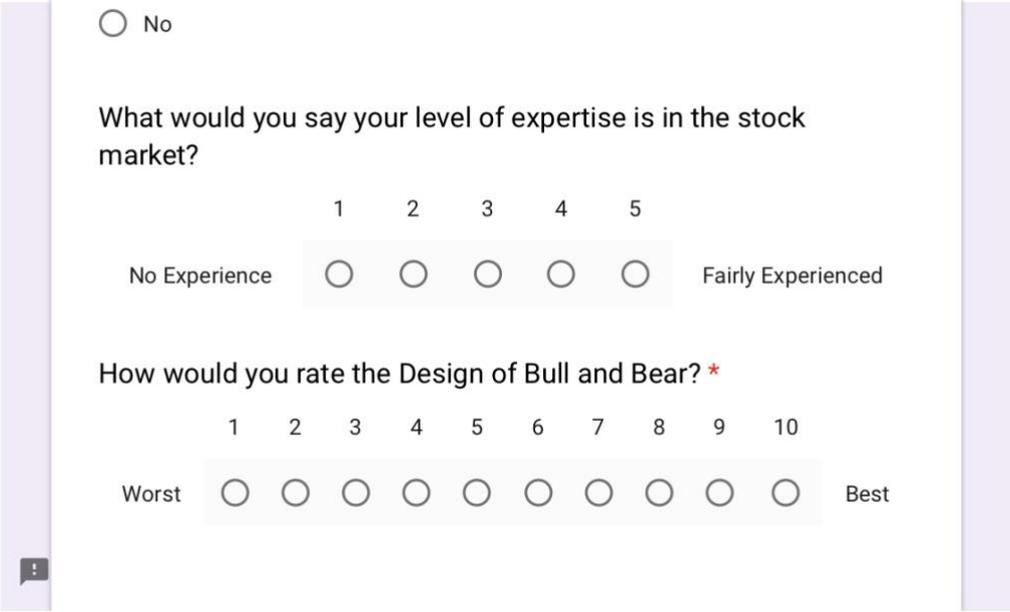 No
What would you say your level of expertise is in the stock
market?
1 2 3 4 5
No Experience Fairly Experienced
How would you rate the Design of Bull and Bear? *
1 2 3 4 5 6 7 8 9 10
Worst Best